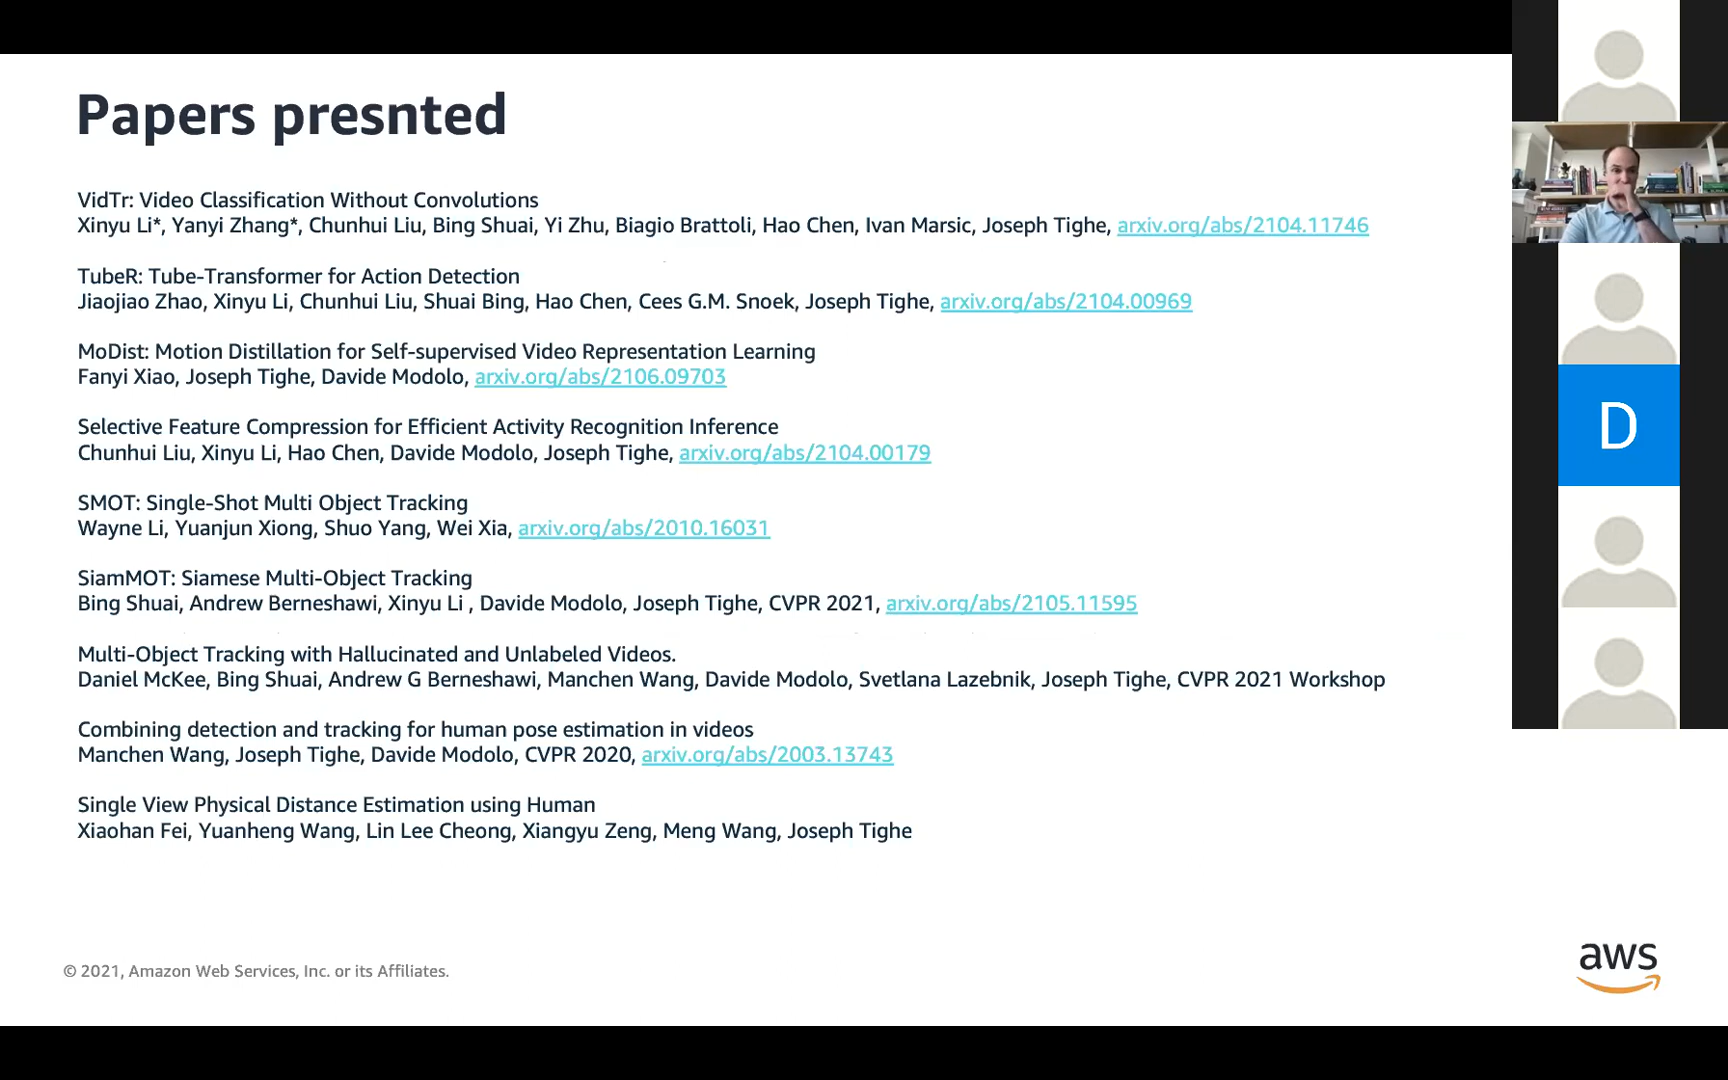 Papers presnted
VidTr: Video Classification Without Convolutions
Xinyu Li*, Yanyi Zhang*, Chunhui Liu, Bing Shuai, Yi Zhu, Biagio Brattoli, Hao Chen, Ivan Marsic, Joseph Tighe, arxiv.org/abs/2104.11746
TubeR: Tube-Transformer for Action Detection
Jiaojiao Zhao, Xinyu Li, Chunhui Liu, Shuai Bing, Hao Chen, Cees G.M. Snoek, Joseph Tighe, arxiv.org/abs/2104.00969
MoDist: Motion Distillation for Self-supervised Video Representation Learning
Fanyi Xiao, Joseph Tighe, Davide Modolo, arxiv.org/abs/2106.09703
Selective Feature Compression for Efficient Activity Recognition Inference
Chunhui Liu, Xinyu Li, Hao Chen, Davide Modolo, Joseph Tighe, arxiv.org/abs/2104.00179
SMOT: Single-Shot Multi Object Tracking
Wayne Li, Yuanjun Xiong, Shuo Yang, Wei Xia, arxiv.org/abs/2010.16031
SiamMOT: Siamese Multi-Object Tracking
Bing Shuai, Andrew Berneshawi, Xinyu Li , Davide Modolo, Joseph Tighe, CVPR 2021, arxiv.org/abs/2105.11595
Multi-Object Tracking with Hallucinated and Unlabeled Videos.
Daniel McKee, Bing Shuai, Andrew G Berneshawi, Manchen Wang, Davide Modolo, Svetlana Lazebnik, Joseph Tighe, CVPR 2021 Workshop
Combining detection and tracking for human pose estimation in videos
Manchen Wang, Joseph Tighe, Davide Modolo, CVPR 2020, arxiv.org/abs/2003.13743
Single View Physical Distance Estimation using Human
Xiaohan Fei, Yuanheng Wang, Lin Lee Cheong, Xiangyu Zeng, Meng Wang, Joseph Tighe
© 2021, Amazon Web Services, Inc. or its Affiliates.
aws
D